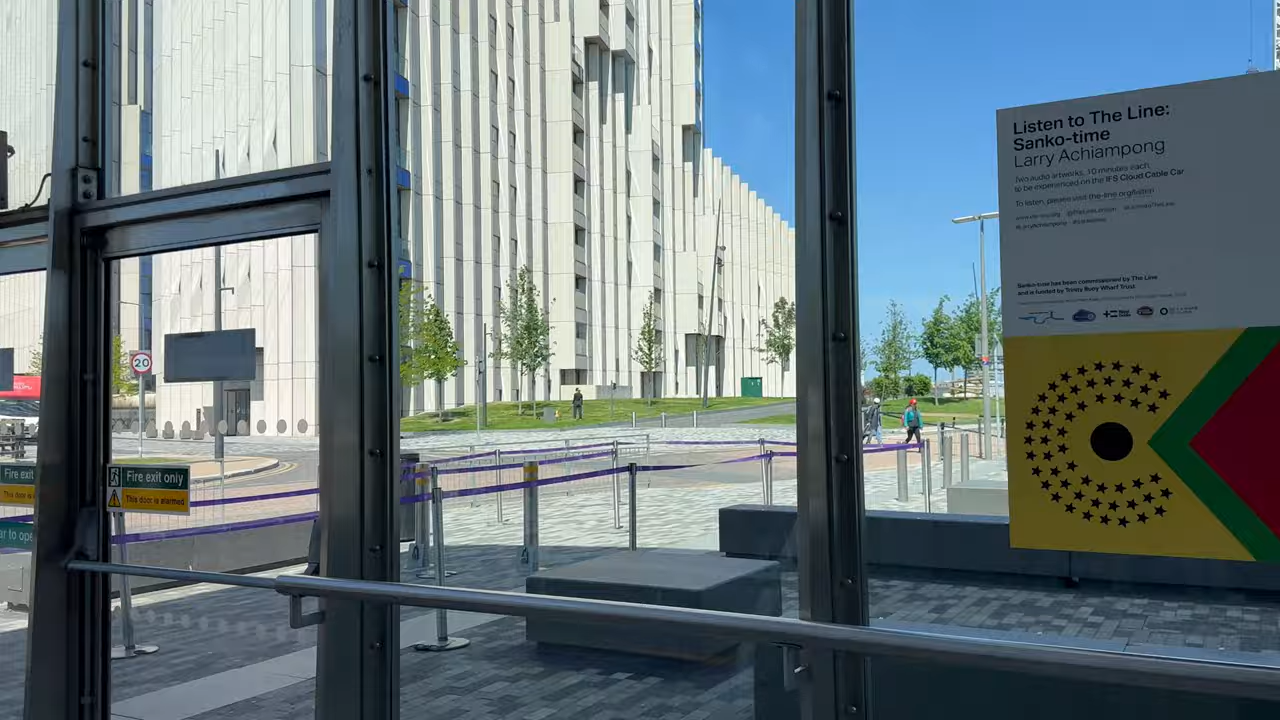 20
Fire exit only
This door is alarmed
Fire exit
This door is
Listen to The Line:
Sanko-time
Larry Achiampong
Two audio artworks, 10 minutes each,
to be experienced on the IFS Cloud Cable Car
To listen, please visit the-line.org/listen
Sanko-time has been commissioned by The Line
and is funded by Trinity Buoy Wharf Trust